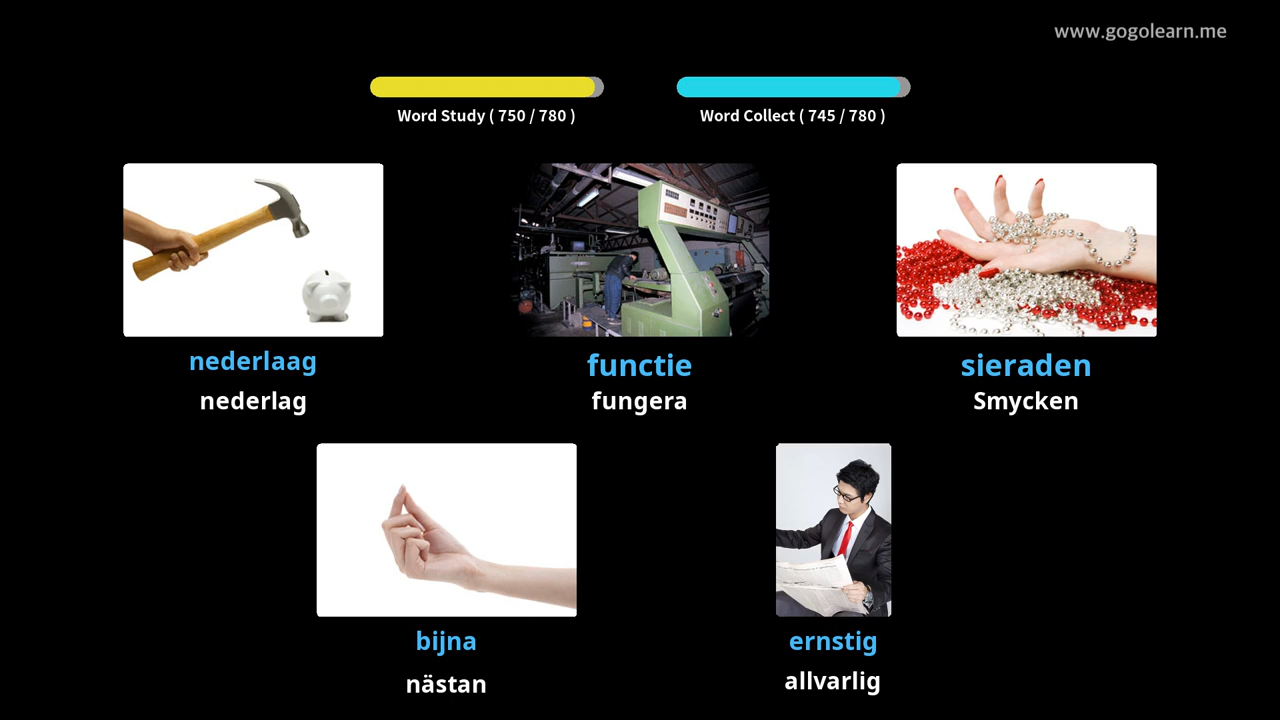 www.gogolearn.me
Word Study ( 750 / 780 )
Word Collect ( 745 / 780 )
nederlaag
nederlag
functie
fungera
sieraden
Smycken
bijna
nästan
ernstig
allvarlig